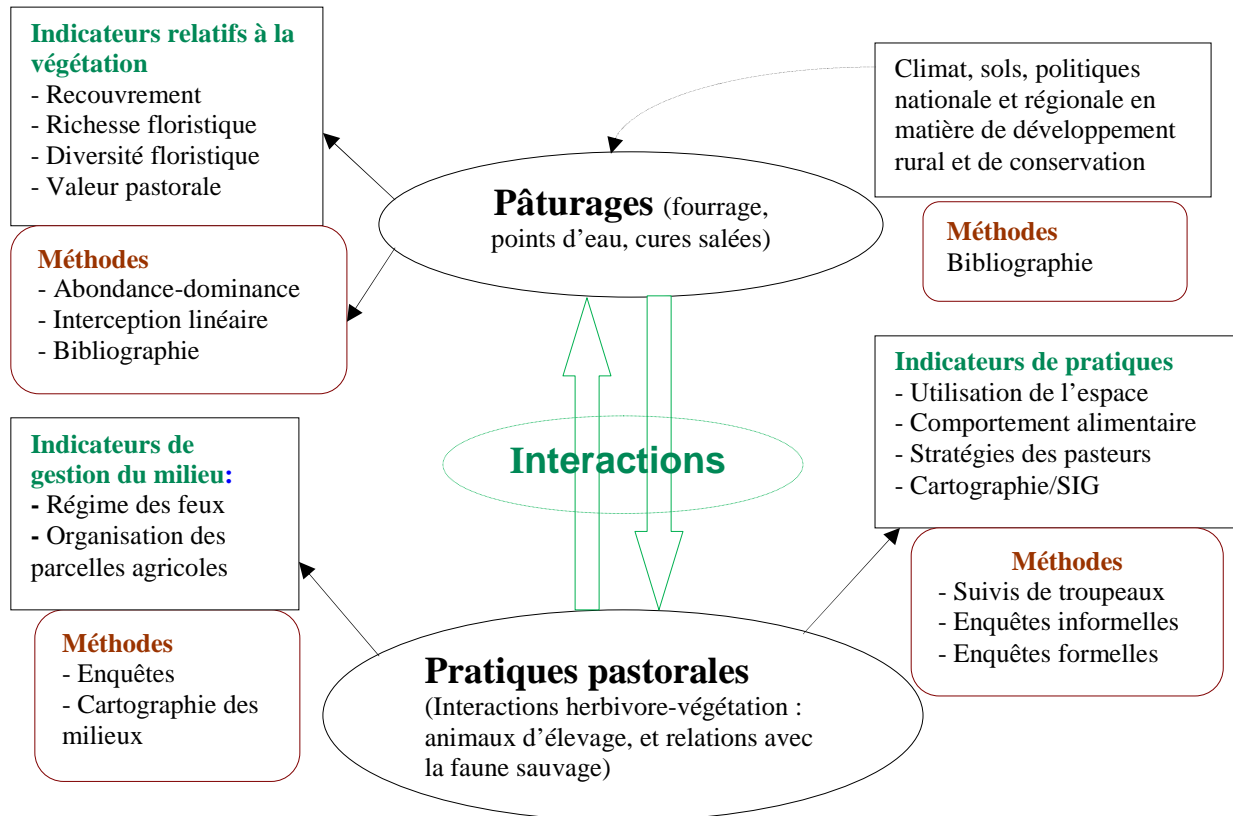 Indicateurs relatifs à la
végétation
- Recouvrement
- Richesse floristique
- Diversité floristique
- Valeur pastorale
Méthodes
- Abondance-dominance
- Interception linéaire
- Bibliographie
Climat, sols, politiques
nationale et régionale en
matière de développement
rural et de conservation
Méthodes
Bibliographie
Pâturages (fourrage,
points d’eau, cures salées)
Interactions
Indicateurs de
gestion du milieu:
- Régime des feux
- Organisation des
parcelles agricoles
Méthodes
- Enquêtes
- Cartographie des
milieux
Indicateurs de pratiques
- Utilisation de l’espace
- Comportement alimentaire
- Stratégies des pasteurs
- Cartographie/SIG
Méthodes
- Suivis de troupeaux
- Enquêtes informelles
- Enquêtes formelles
Pratiques pastorales
(Interactions herbivore-végétation :
animaux d’élevage, et relations avec
la faune sauvage)